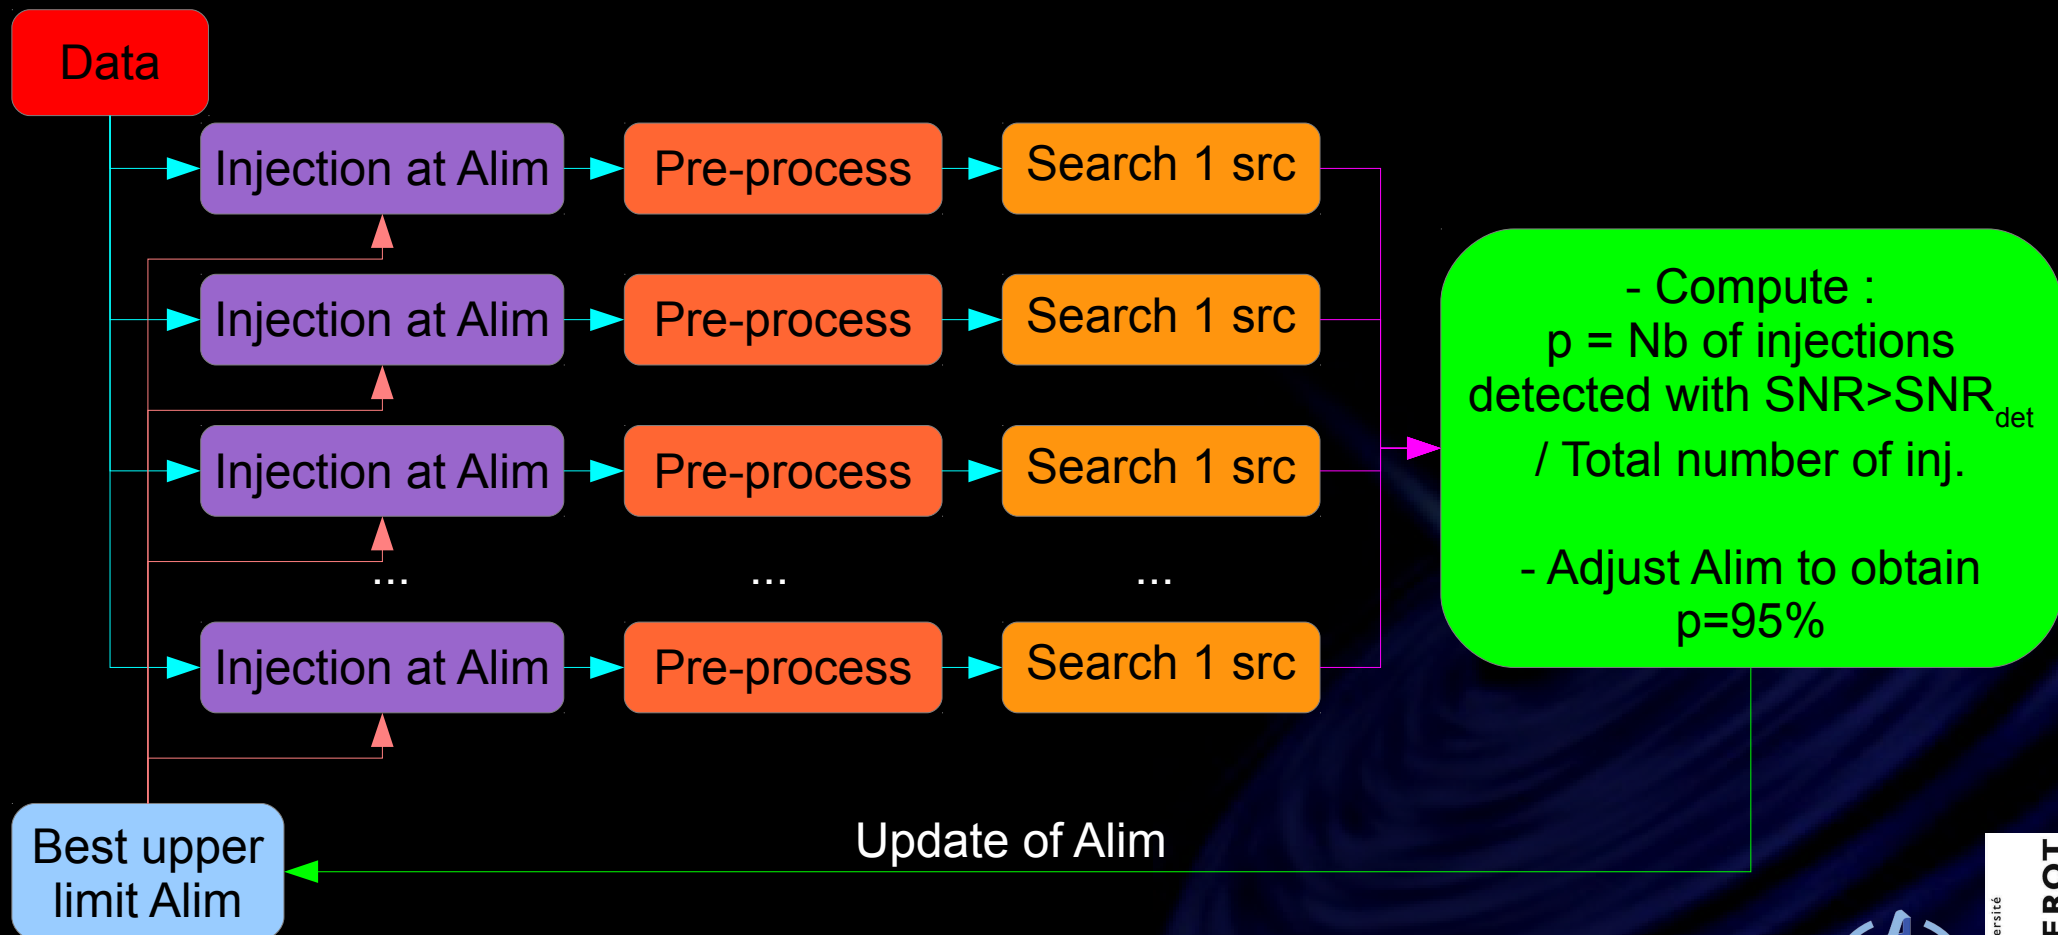 Data
Injection at Alim
Pre-process
Search 1 src
Injection at Alim
Pre-process
Search 1 src
Injection at Alim
Pre-process
Search 1 src
...
...
...
Injection at Alim
Pre-process
Search 1 src
- Compute :
p = Nb of injections
detected with SNR>SNR_det
/ Total number of inj.
- Adjust Alim to obtain
p=95%
Update of Alim
Best upper
limit Alim